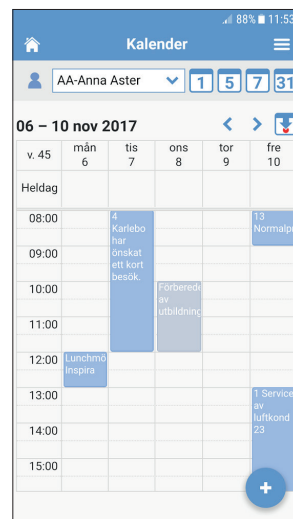 88% 11:53
Kalender
AA-Anna Aster
1 5 7 31
06 – 10 nov 2017
v. 45 mån 6 tis 7 ons 8 tor 9 fre 10
Heldag
08:00
09:00
10:00
11:00
12:00
13:00
14:00
15:00
4
Karlebo
har
önskat
ett kort
besök.
Förberede
av
utbildning
Lunchmö
Inspira
13
Normalpr
1 Service
av
luftkond
23
+